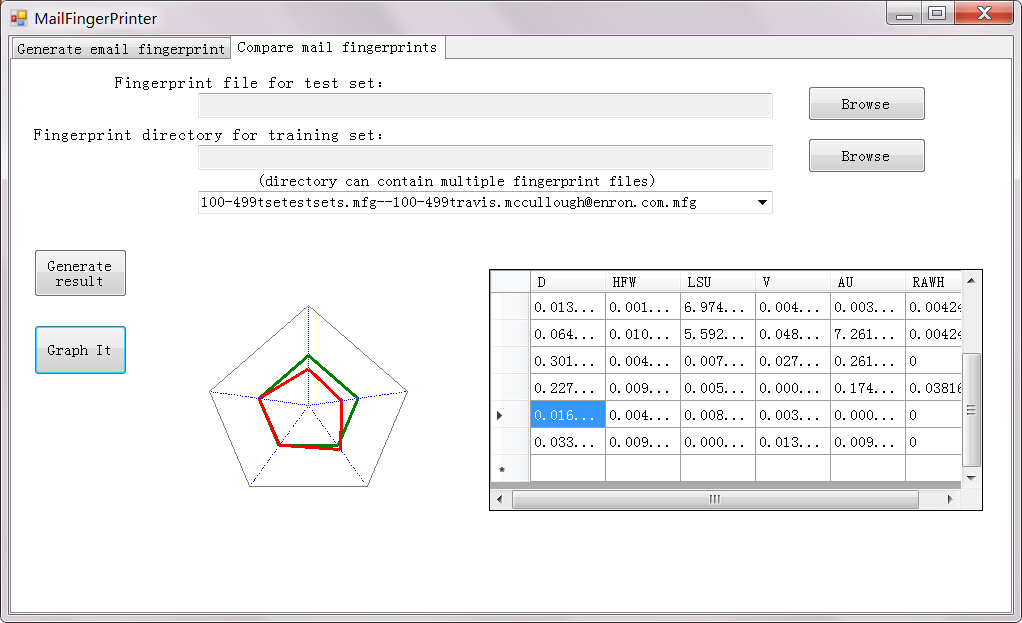 MailFingerPrinter
Generate email fingerprint Compare mail fingerprints
Fingerprint file for test set:
Browse
Fingerprint directory for training set:
Browse
(directory can contain multiple fingerprint files)
100-499tsetestsets.mfg--100-499travis.mccullough@enron.com.mfg
Generate
result
Graph It
D HFW LSU V AU RAWH
0.013... 0.001... 6.974... 0.004... 0.003... 0.00424
0.064... 0.010... 5.592... 0.048... 7.261... 0.00424
0.301... 0.004... 0.007... 0.027... 0.261... 0
0.227... 0.009... 0.005... 0.000... 0.174... 0.03816
0.016... 0.004... 0.008... 0.003... 0.000... 0
0.033... 0.009... 0.000... 0.013... 0.009... 0